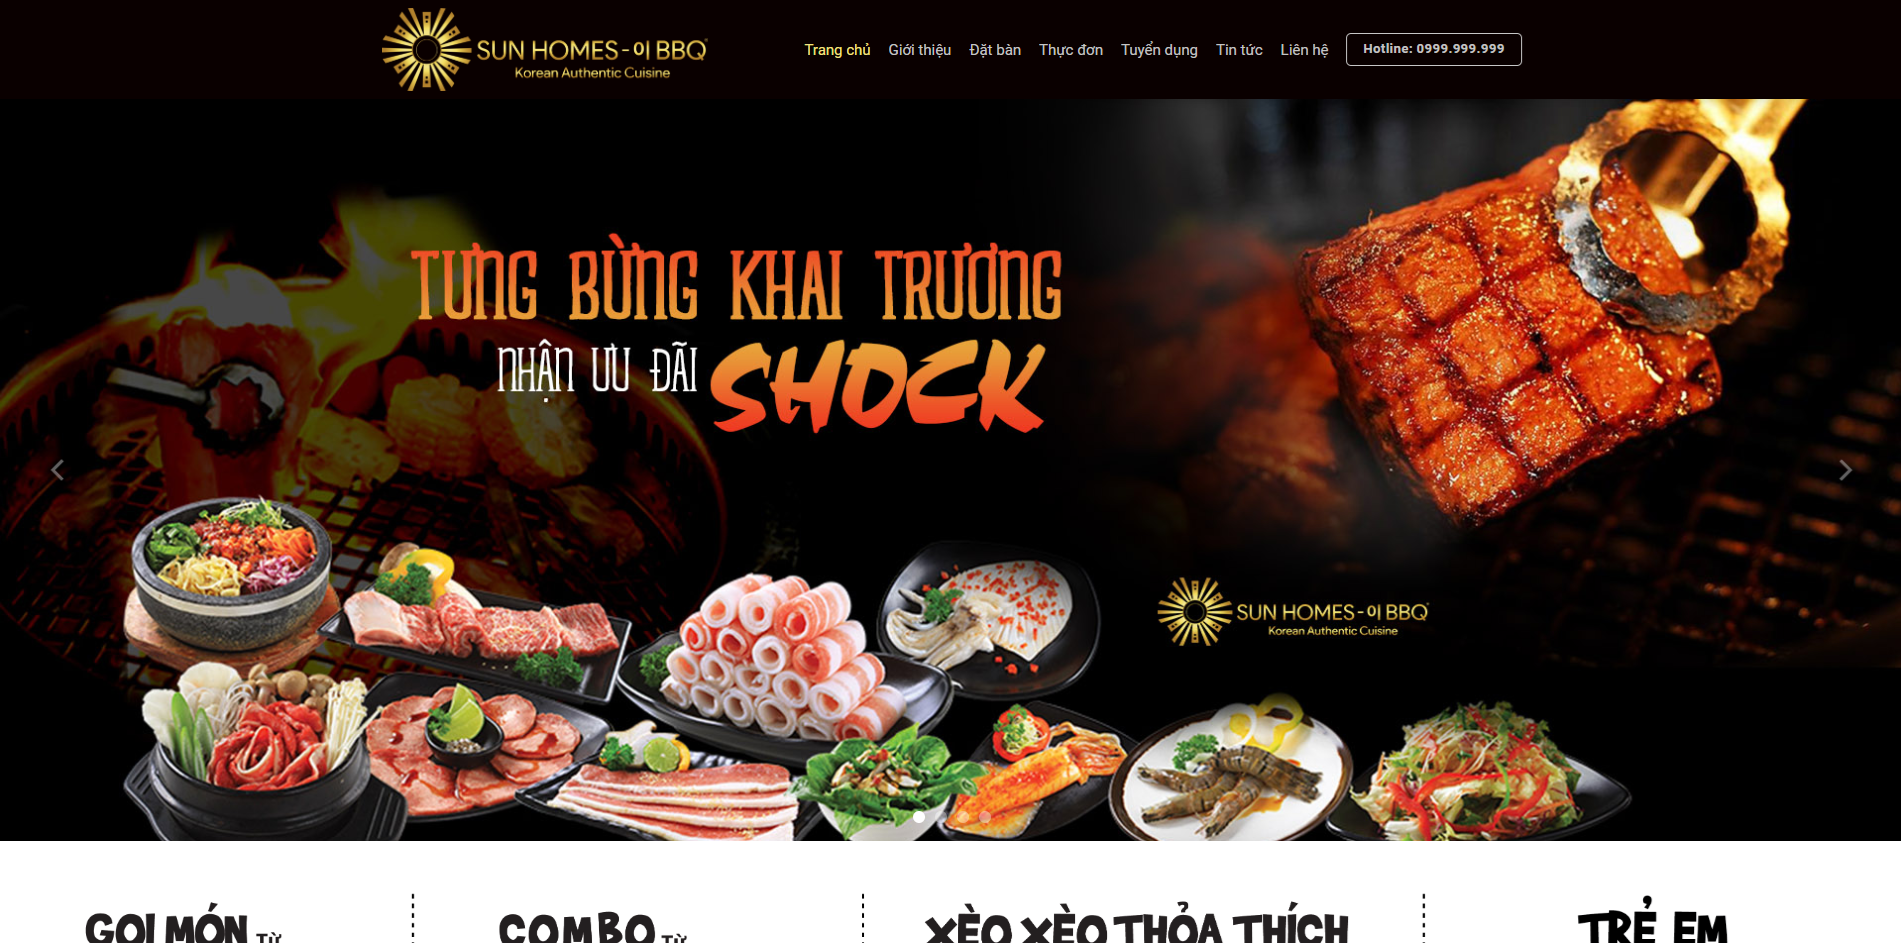 SUN HOMES - 이 BBQ
Korean Authentic Cuisine
Trang chủ
Giới thiệu
Đặt bàn
Thực đơn
Tuyển dụng
Tin tức
Liên hệ
Hotline: 0999.999.999
TƯNG BỪNG KHAI TRƯƠNG
NHẬN ƯU ĐÃI SHOCK
SUN HOMES - 이 BBQ
Korean Authentic Cuisine
GỌI MÓN TỪ
COMBO TỪ
XÈO XÈO THỎA THÍCH
TRẺ EM